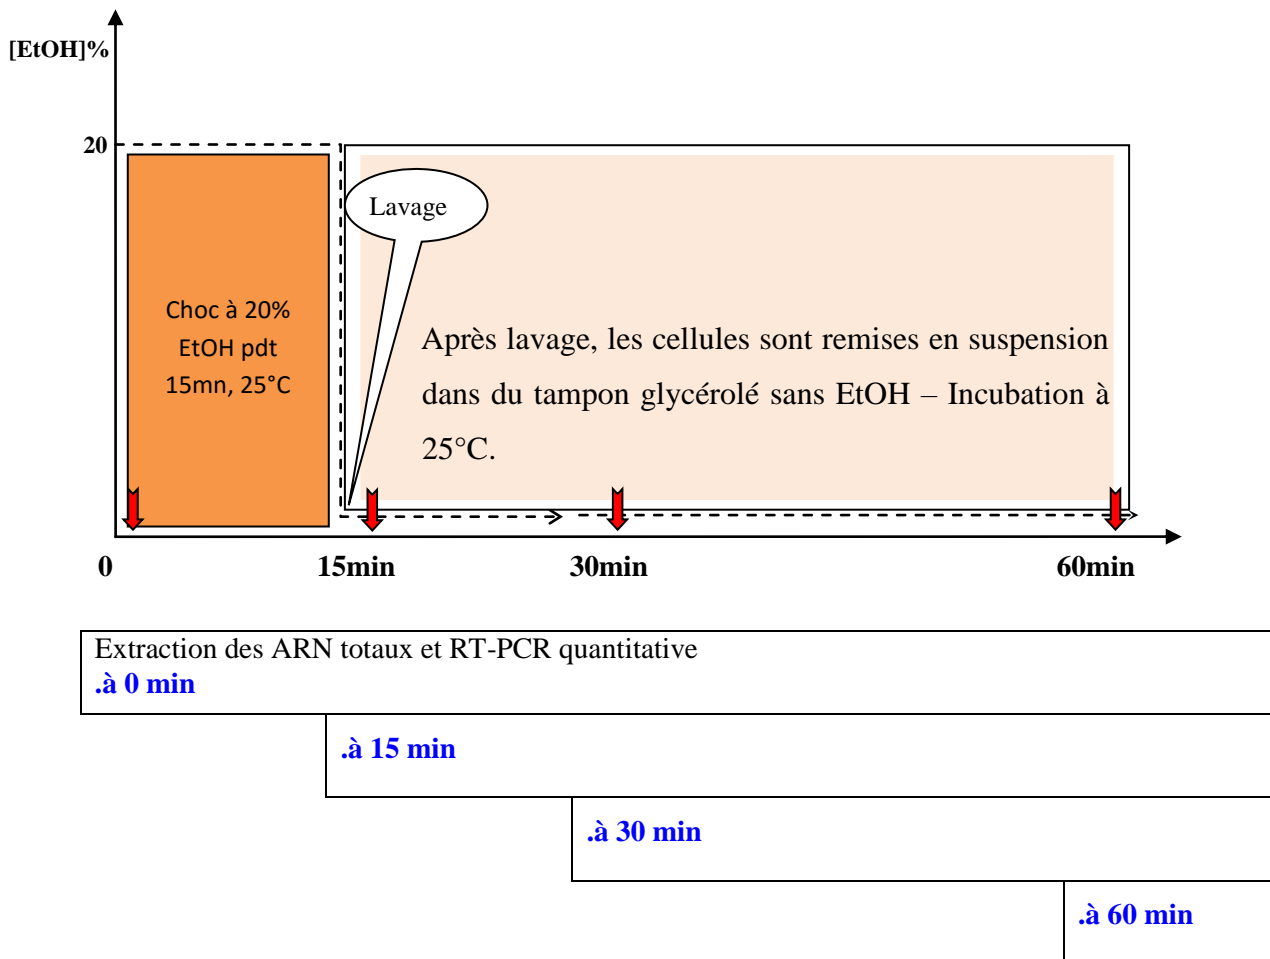 [EtOH]%
20
Lavage
Choc à 20%
EtOH pdt
15mn, 25°C
Après lavage, les cellules sont remises en suspension
dans du tampon glycérolé sans EtOH – Incubation à
25°C.
0
15min
30min
60min
Extraction des ARN totaux et RT-PCR quantitative
.à 0 min
.à 15 min
.à 30 min
.à 60 min